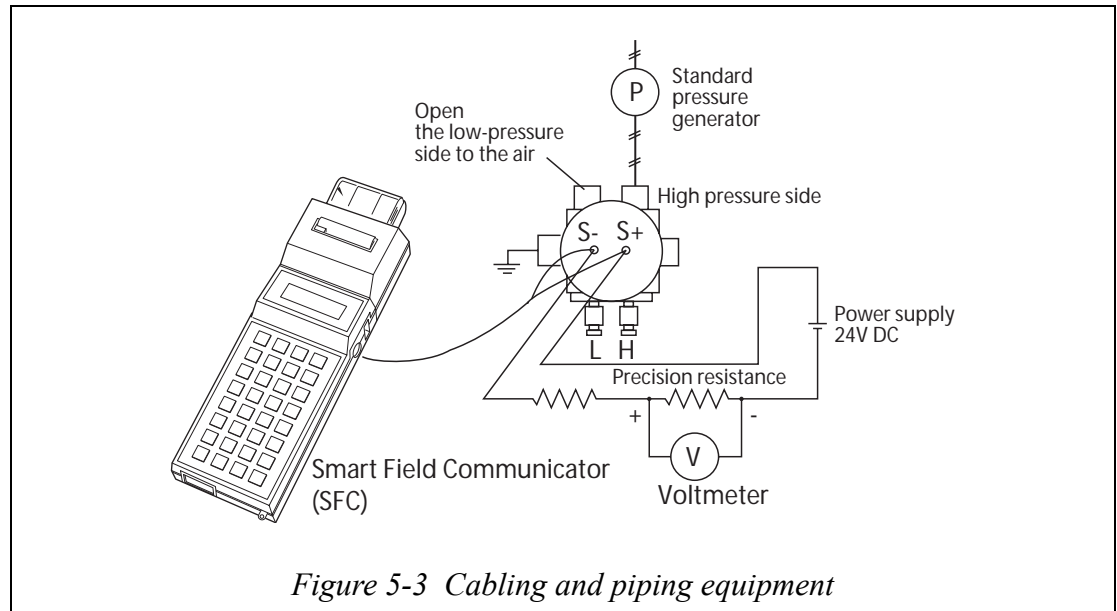 P
Standard
pressure
generator
Open
the low-pressure
side to the air
High pressure side
S- S+
Power supply
24V DC
L H
Precision resistance
+ -
V
Voltmeter
Smart Field Communicator
(SFC)
Figure 5-3 Cabling and piping equipment